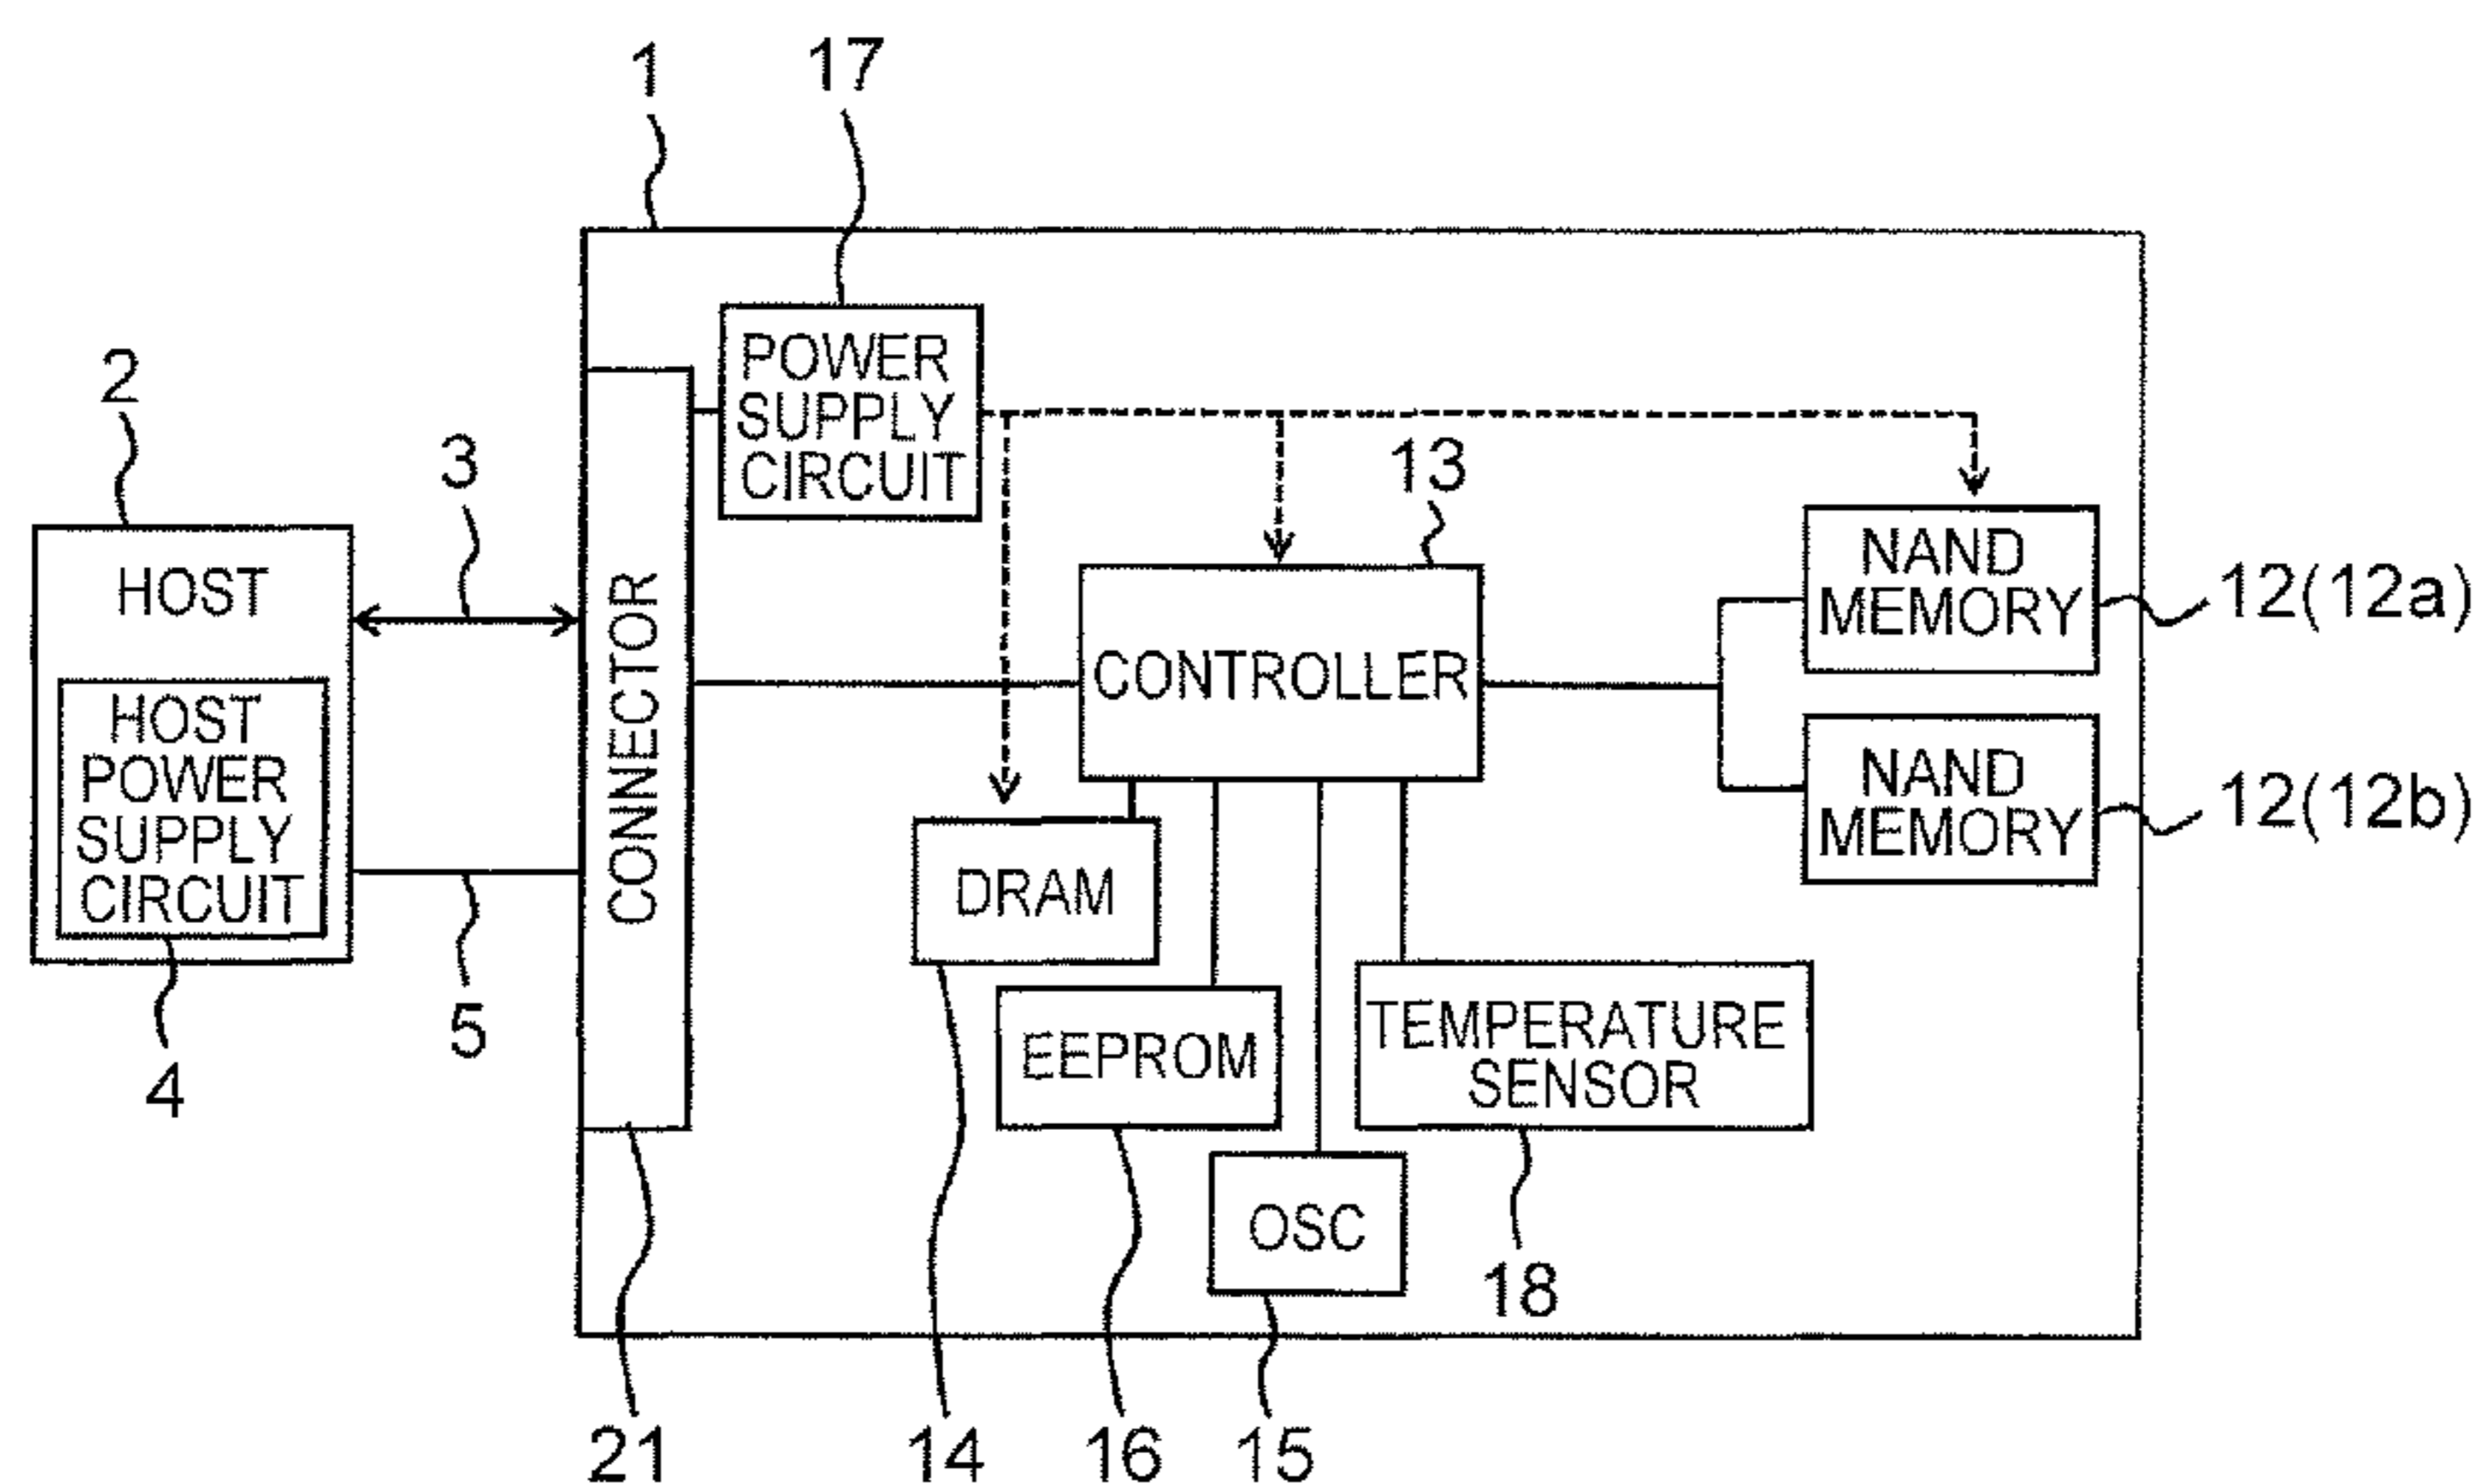 1
17
2
3
POWER
SUPPLY
CIRCUIT
13
HOST
HOST
POWER
SUPPLY
CIRCUIT
CONNECTOR
CONTROLLER
NAND
MEMORY
12(12a)
NAND
MEMORY
12(12b)
DRAM
EEPROM
TEMPERATURE
SENSOR
OSC
5
4
18
21
14
16
15